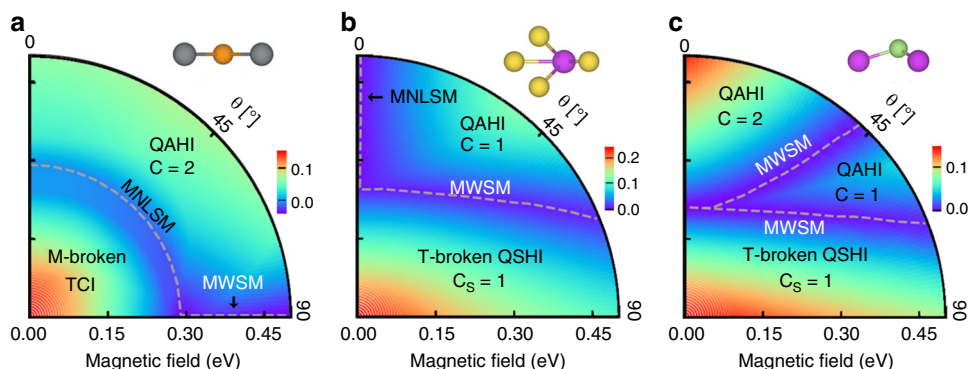 a
0
θ [°]
45
QAHI
C = 2
0.1
0.0
MNLSM
M-broken
TCI
MWSM
90
0.00 0.15 0.30 0.45
Magnetic field (eV)
b
0
θ [°]
45
MNLSM
QAHI
C = 1
0.2
0.1
0.0
MWSM
T-broken QSHI
C_S = 1
90
0.00 0.15 0.30 0.45
Magnetic field (eV)
c
0
θ [°]
45
QAHI
C = 2
MWSM
QAHI
C = 1
0.1
0.0
MWSM
T-broken QSHI
C_S = 1
90
0.00 0.15 0.30 0.45
Magnetic field (eV)